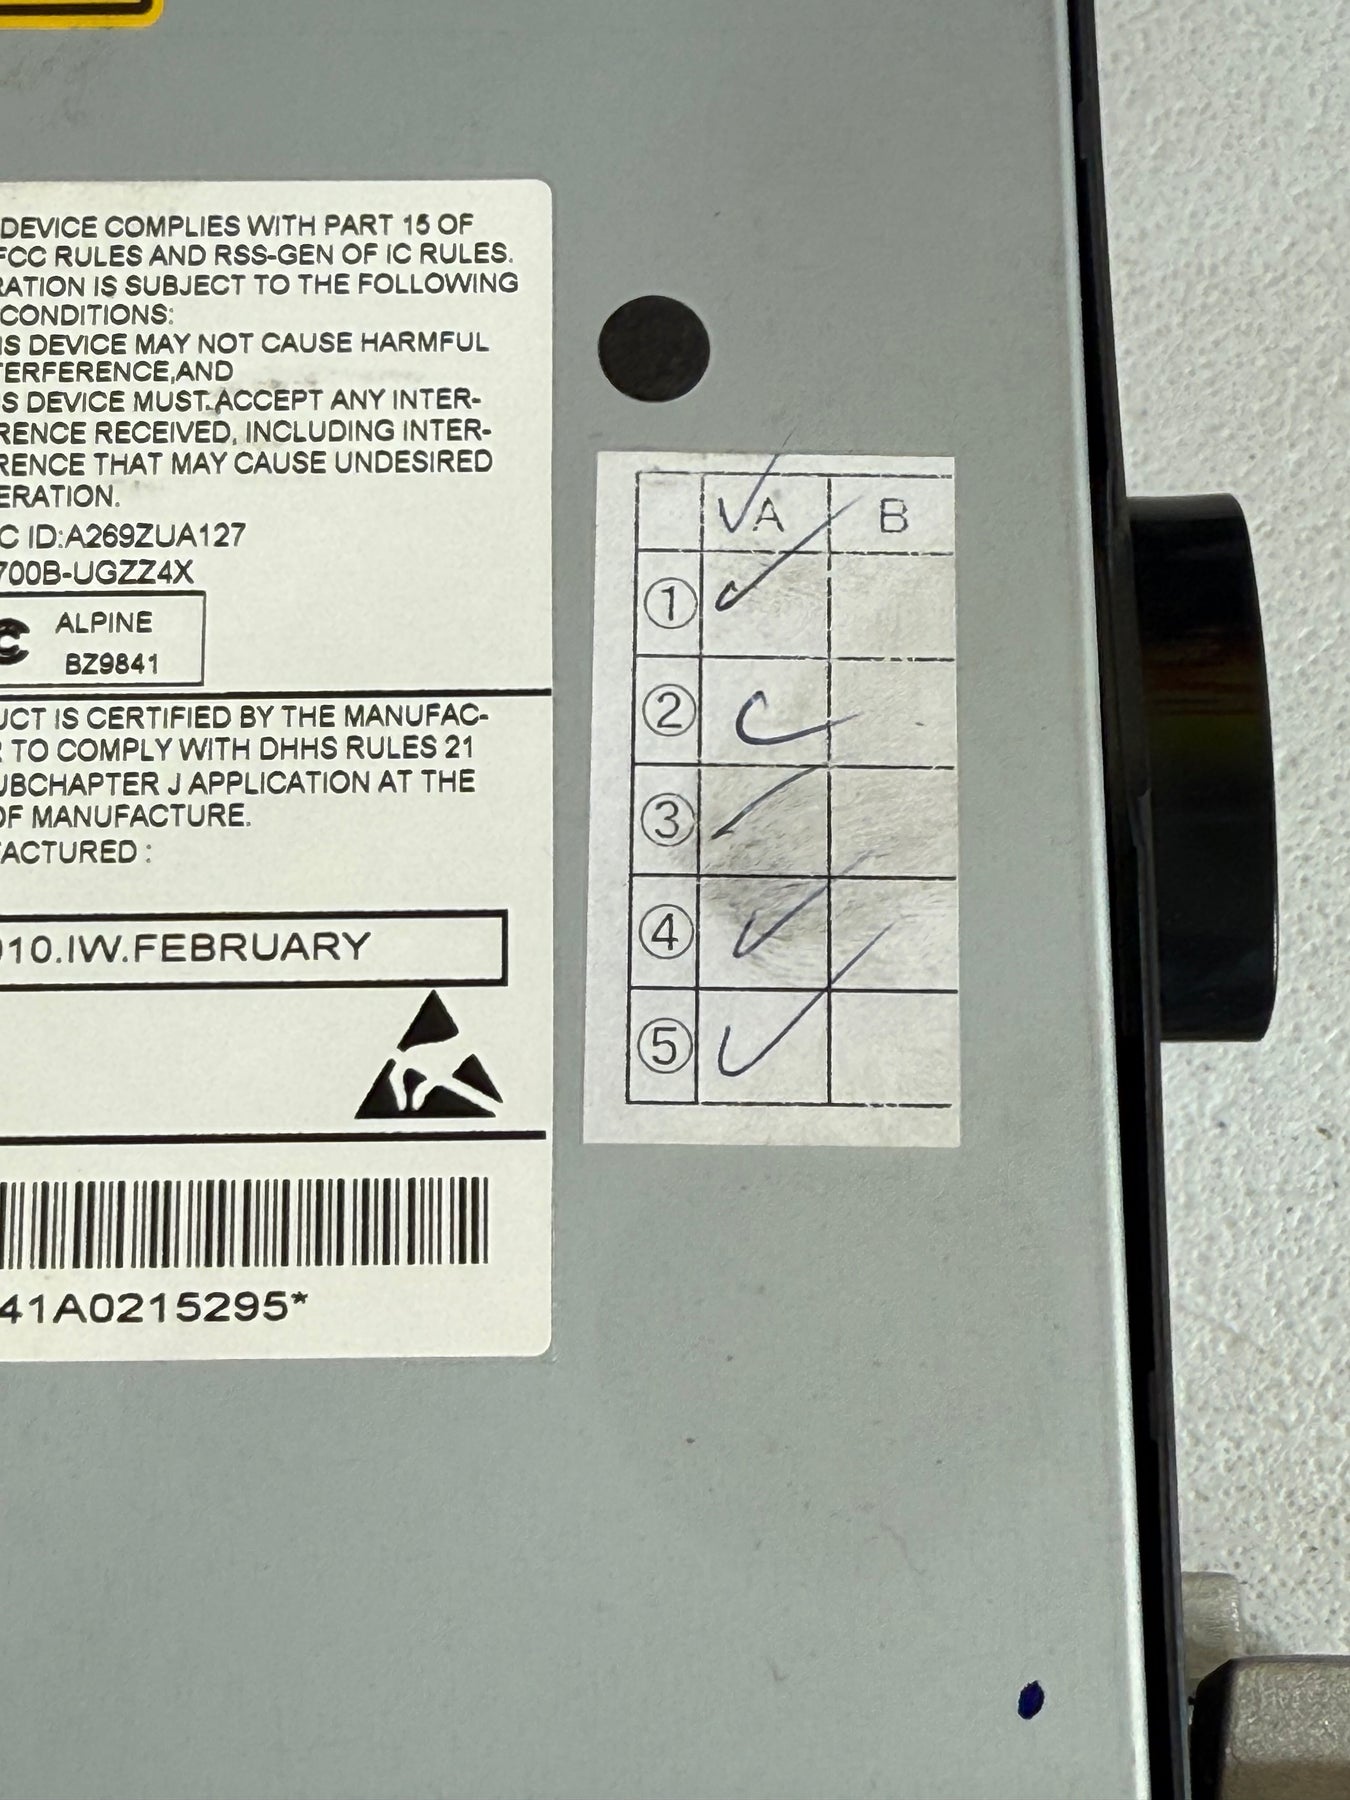 DEVICE COMPLIES WITH PART 15 OF
FCC RULES AND RSS-GEN OF IC RULES.
RATION IS SUBJECT TO THE FOLLOWING
CONDITIONS:
IS DEVICE MAY NOT CAUSE HARMFUL
TERFERENCE,AND
S DEVICE MUST ACCEPT ANY INTER-
RENCE RECEIVED, INCLUDING INTER-
RENCE THAT MAY CAUSE UNDESIRED
ERATION.
C ID:A269ZUA127
700B-UGZZ4X
ALPINE
BZ9841
UCT IS CERTIFIED BY THE MANUFAC-
R TO COMPLY WITH DHHS RULES 21
UBCHAPTER J APPLICATION AT THE
OF MANUFACTURE.
FACTURED :
010.IW.FEBRUARY
41A0215295*
A B
①
②
③
④
⑤